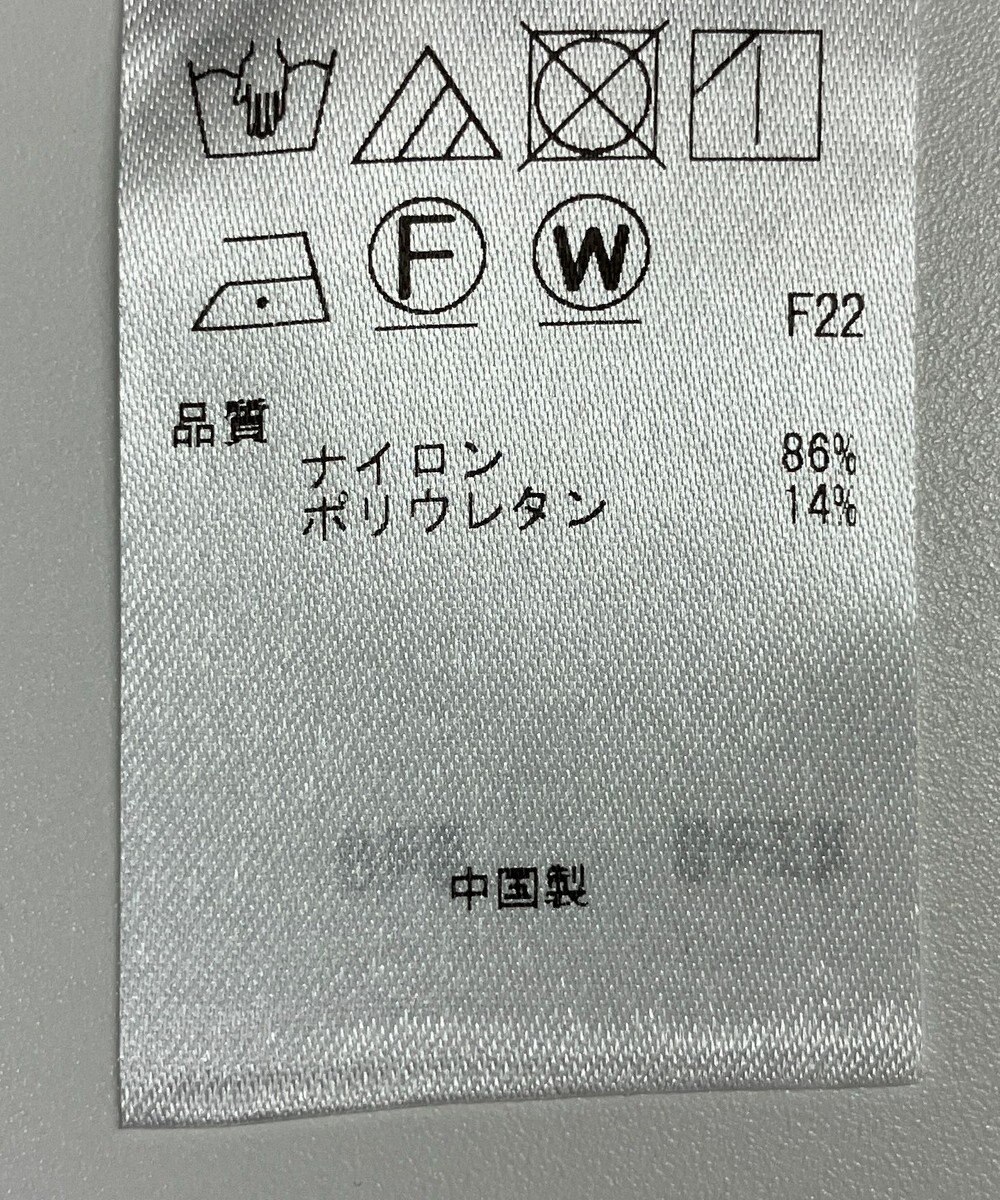 F W
F22
品質
ナイロン 86%
ポリウレタン 14%
中国製